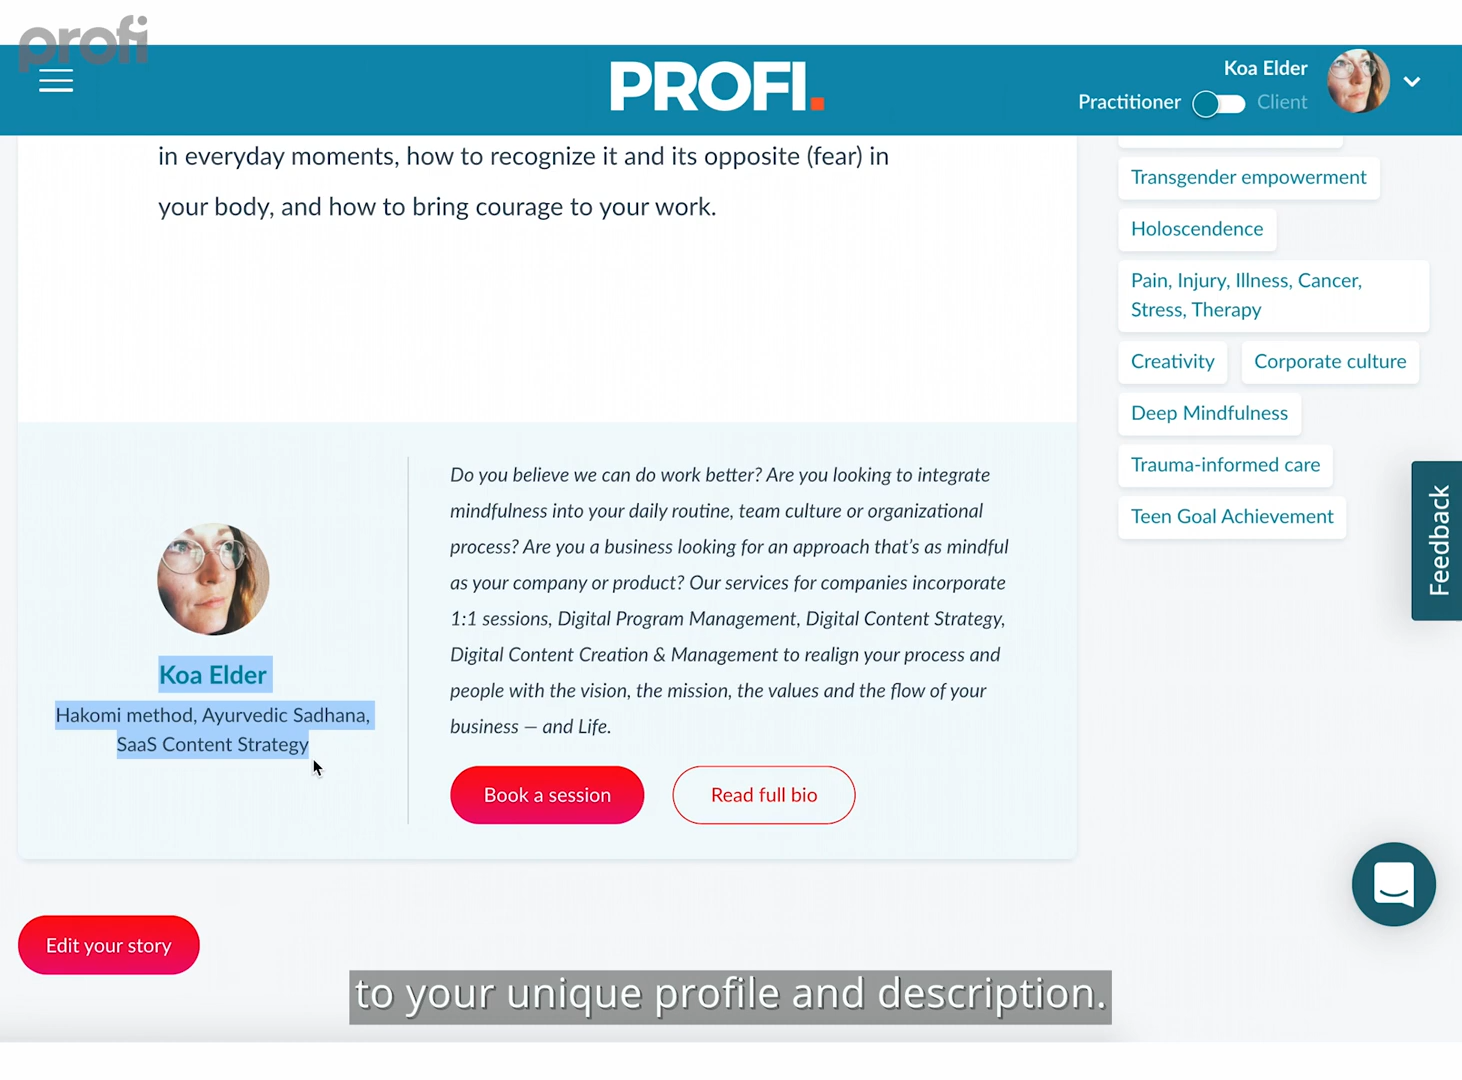 profi
PROFI.
Koa Elder
Practitioner Client
in everyday moments, how to recognize it and its opposite (fear) in
your body, and how to bring courage to your work.
Transgender empowerment
Holoscendence
Pain, Injury, Illness, Cancer,
Stress, Therapy
Creativity
Corporate culture
Deep Mindfulness
Trauma-informed care
Teen Goal Achievement
Feedback
Koa Elder
Hakomi method, Ayurvedic Sadhana,
SaaS Content Strategy
Do you believe we can do work better? Are you looking to integrate
mindfulness into your daily routine, team culture or organizational
process? Are you a business looking for an approach that's as mindful
as your company or product? Our services for companies incorporate
1:1 sessions, Digital Program Management, Digital Content Strategy,
Digital Content Creation & Management to realign your process and
people with the vision, the mission, the values and the flow of your
business — and Life.
Book a session
Read full bio
Edit your story
to your unique profile and description.